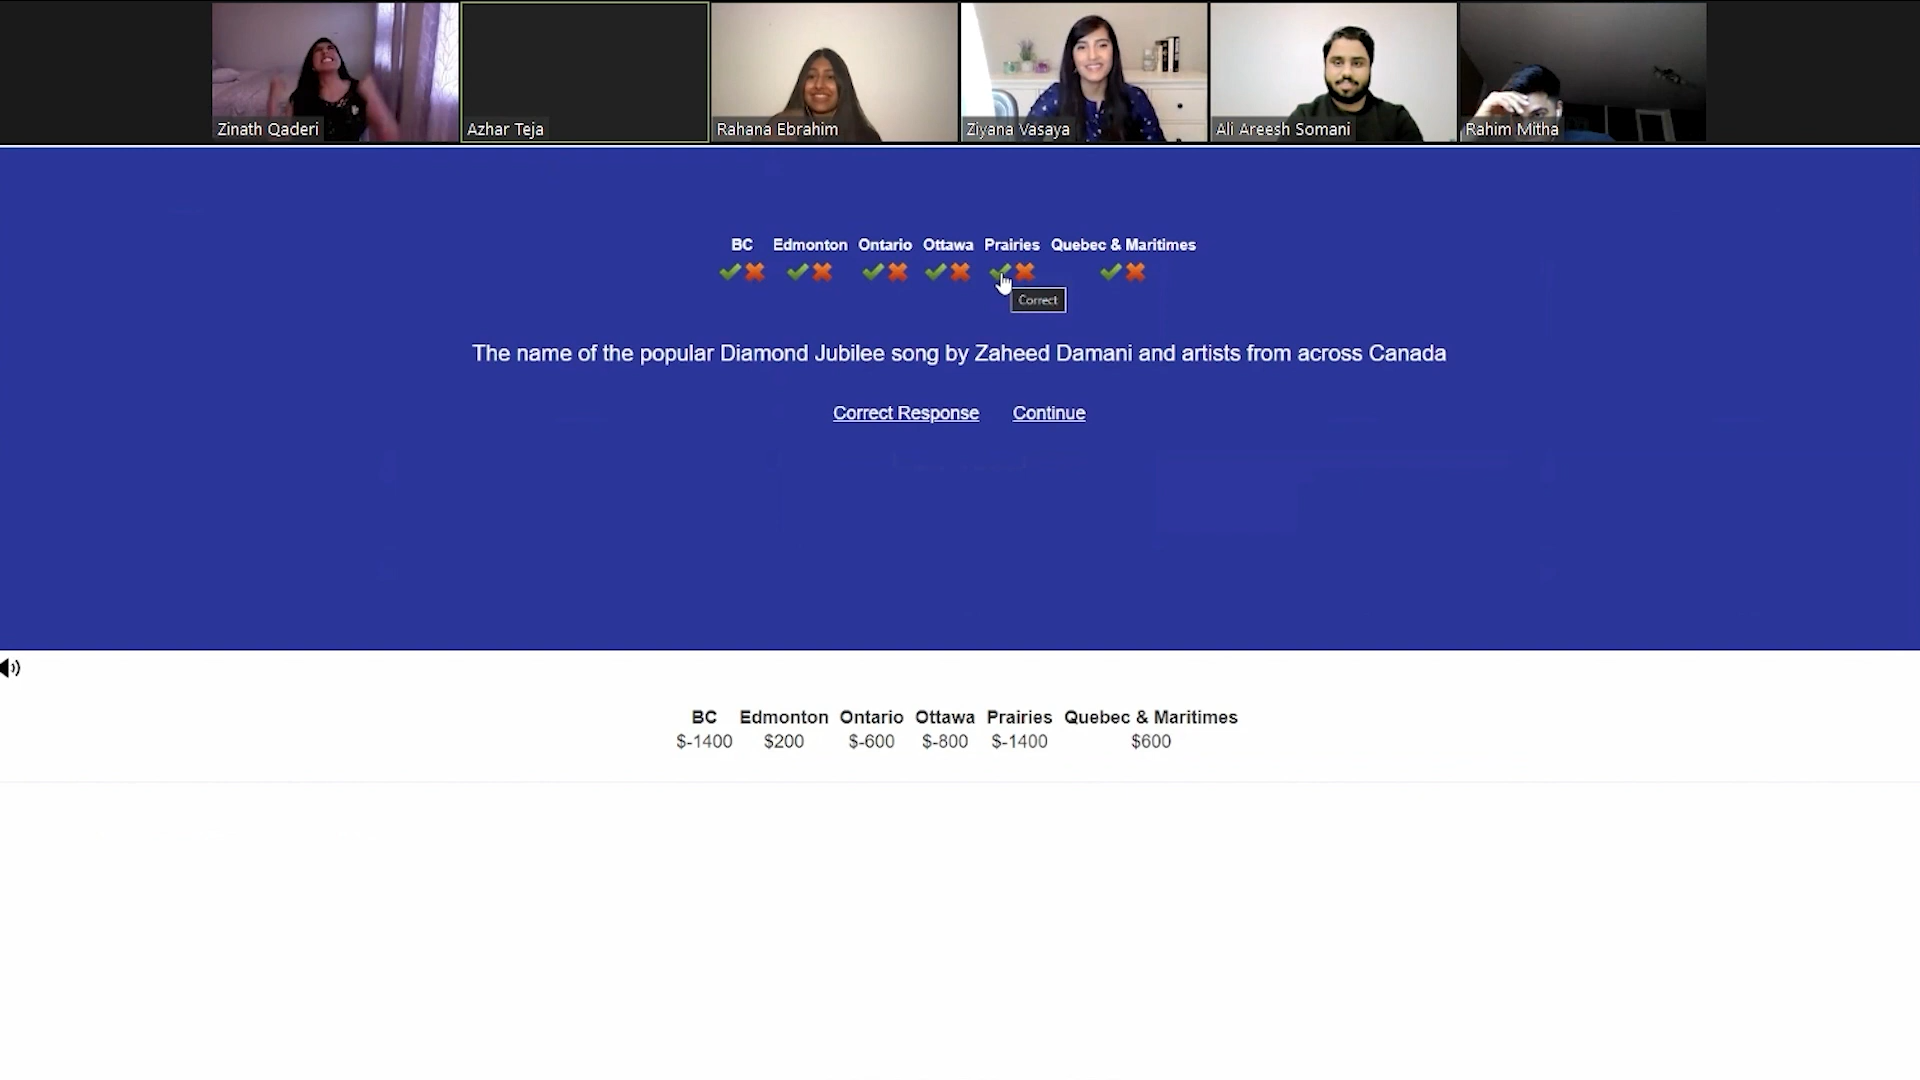 Zinath Qaderi
Azhar Teja
Rahana Ebrahim
Ziyana Vasaya
Ali Areesh Somani
Rahim Mitha
BC Edmonton Ontario Ottawa Prairies Quebec & Maritimes
Correct
The name of the popular Diamond Jubilee song by Zaheed Damani and artists from across Canada
Correct Response Continue
BC Edmonton Ontario Ottawa Prairies Quebec & Maritimes
$-1400 $200 $-600 $-800 $-1400 $600